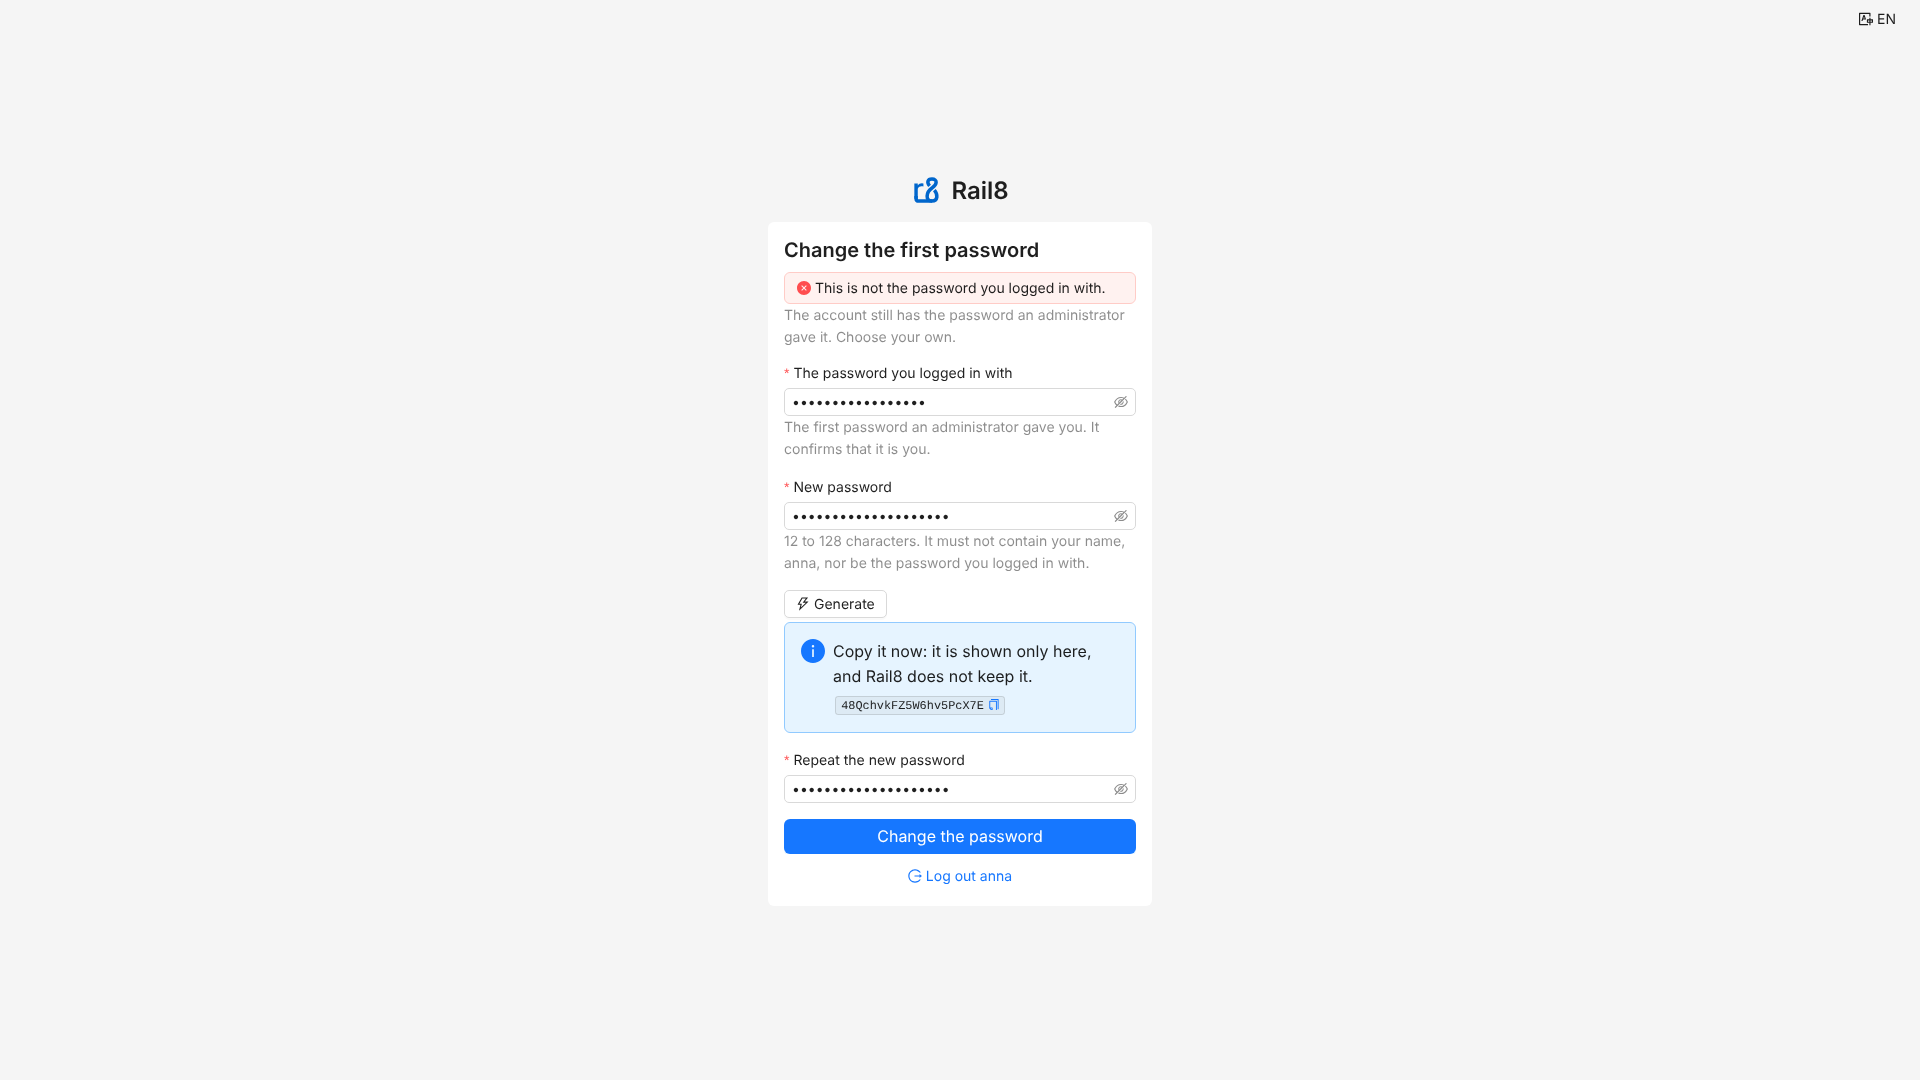 EN
Rail8
Change the first password
This is not the password you logged in with.
The account still has the password an administrator
gave it. Choose your own.
* The password you logged in with
•••••••••••••••••
The first password an administrator gave you. It
confirms that it is you.
* New password
••••••••••••••••••••
12 to 128 characters. It must not contain your name,
anna, nor be the password you logged in with.
Generate
Copy it now: it is shown only here,
and Rail8 does not keep it.
48QchvkFZ5W6hv5PcX7E
* Repeat the new password
••••••••••••••••••••
Change the password
Log out anna